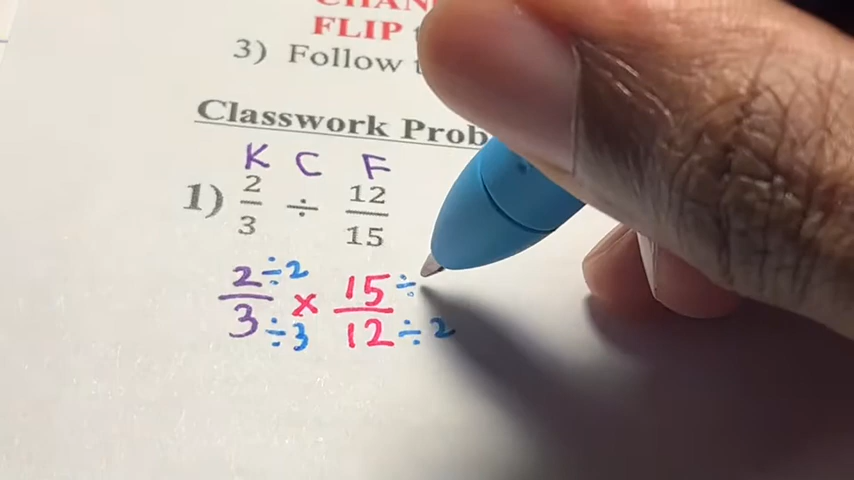 CHAN
FLIP
3) Follow
Classwork Prob
K C F
1) 2/3 ÷ 12/15
2/3 ÷2 ÷3 × 15/12 ÷ ÷2